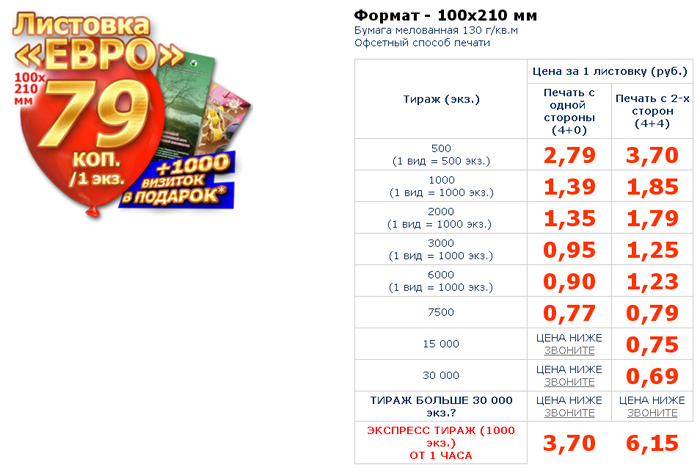 Листовка
«ЕВРО»
100x
210
мм
79
КОП.
/1 экз.
+1000
ВИЗИТОК
В ПОДАРОК*
Формат - 100x210 мм
Бумага мелованная 130 г/кв.м
Офсетный способ печати
Тираж (экз.)
Цена за 1 листовку (руб.)
Печать с
одной
стороны
(4+0)
Печать с 2-х
сторон
(4+4)
500
(1 вид = 500 экз.)
2,79
3,70
1000
(1 вид = 1000 экз.)
1,39
1,85
2000
(1 вид = 1000 экз.)
1,35
1,79
3000
(1 вид = 1000 экз.)
0,95
1,25
6000
(1 вид = 1000 экз.)
0,90
1,23
7500
0,77
0,79
15 000
ЦЕНА НИЖЕ
ЗВОНИТЕ
0,75
30 000
ЦЕНА НИЖЕ
ЗВОНИТЕ
0,69
ТИРАЖ БОЛЬШЕ 30 000
экз.?
ЦЕНА НИЖЕ
ЗВОНИТЕ
ЦЕНА НИЖЕ
ЗВОНИТЕ
ЭКСПРЕСС ТИРАЖ (1000
экз.)
ОТ 1 ЧАСА
3,70
6,15